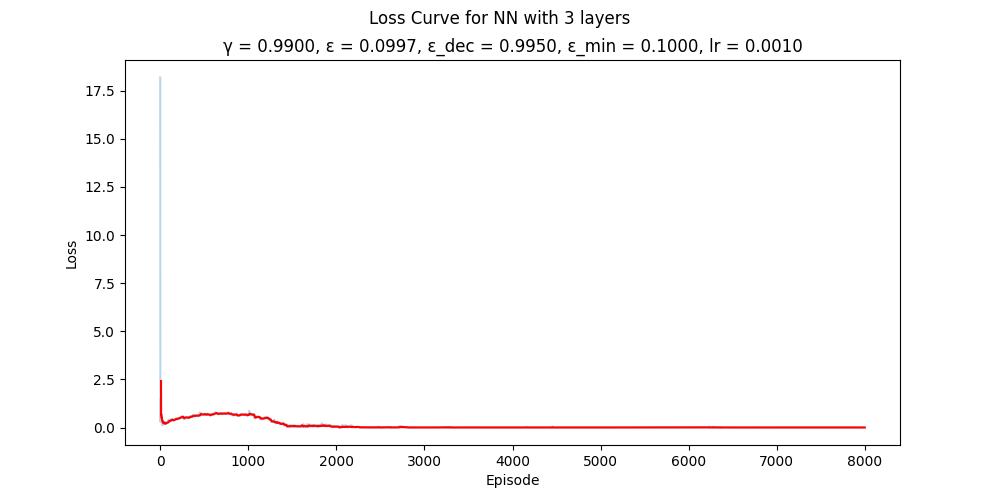 Loss Curve for NN with 3 layers
γ = 0.9900, ε = 0.0997, ε_dec = 0.9950, ε_min = 0.1000, lr = 0.0010
17.5
15.0
12.5
10.0
7.5
5.0
2.5
0.0
Loss
0 1000 2000 3000 4000 5000 6000 7000 8000
Episode